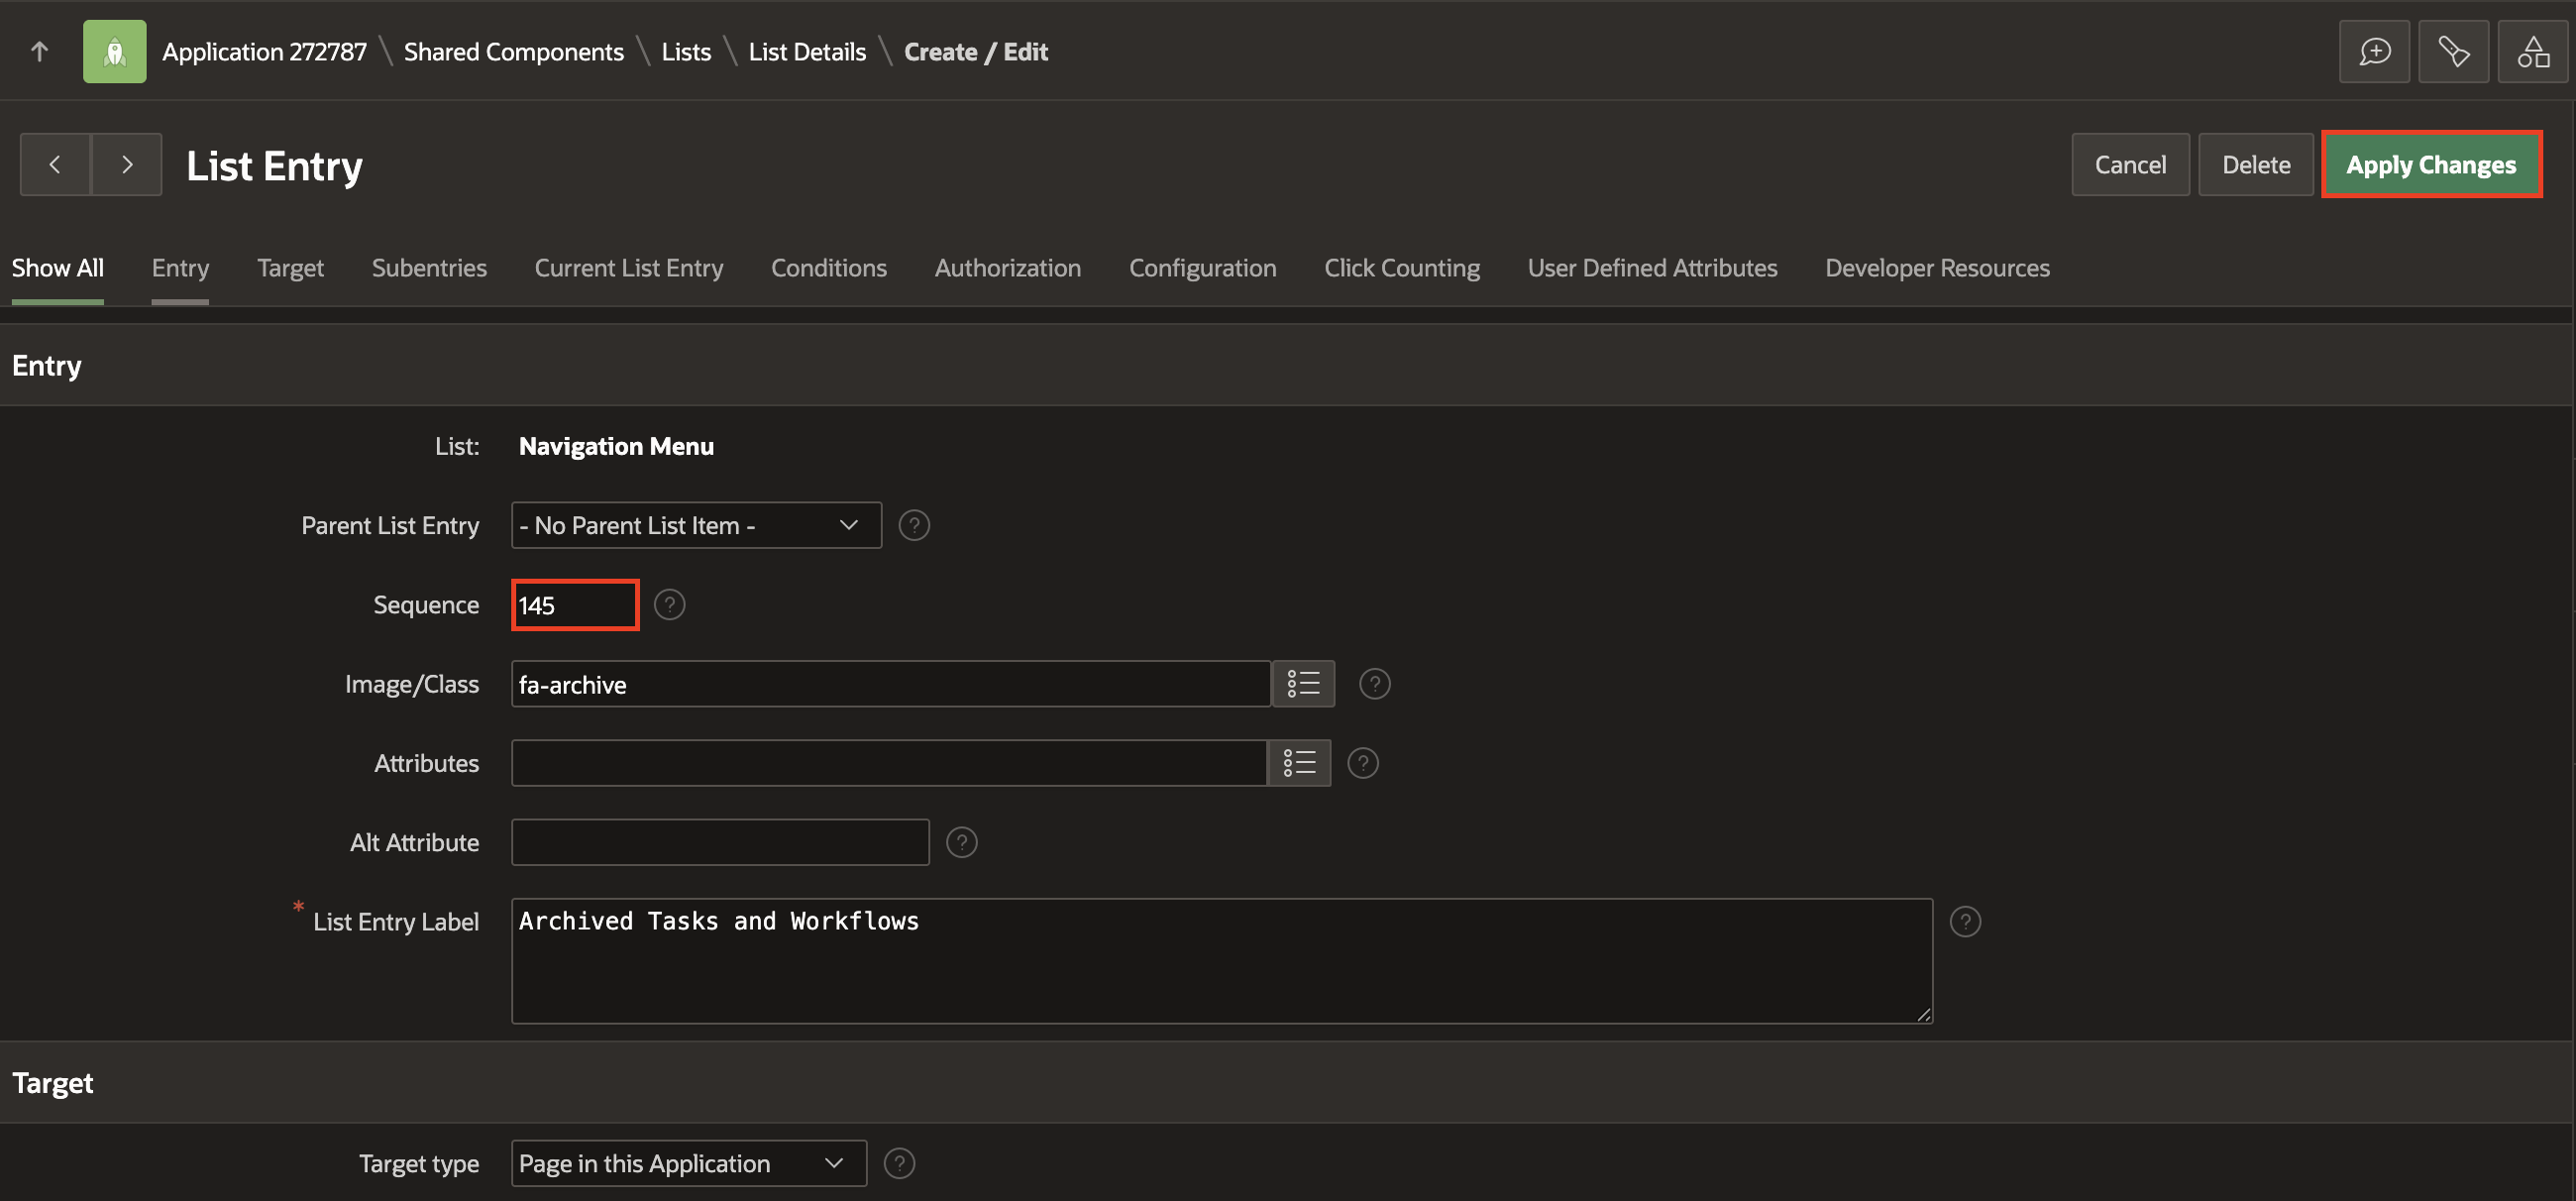 Application 272787 \ Shared Components \ Lists \ List Details \ Create / Edit
List Entry
Cancel Delete Apply Changes
Show All Entry Target Subentries Current List Entry Conditions Authorization Configuration Click Counting User Defined Attributes Developer Resources
Entry
List: Navigation Menu
Parent List Entry - No Parent List Item - ?
Sequence 145 ?
Image/Class fa-archive ?
Attributes ?
Alt Attribute ?
* List Entry Label Archived Tasks and Workflows ?
Target
Target type Page in this Application ?